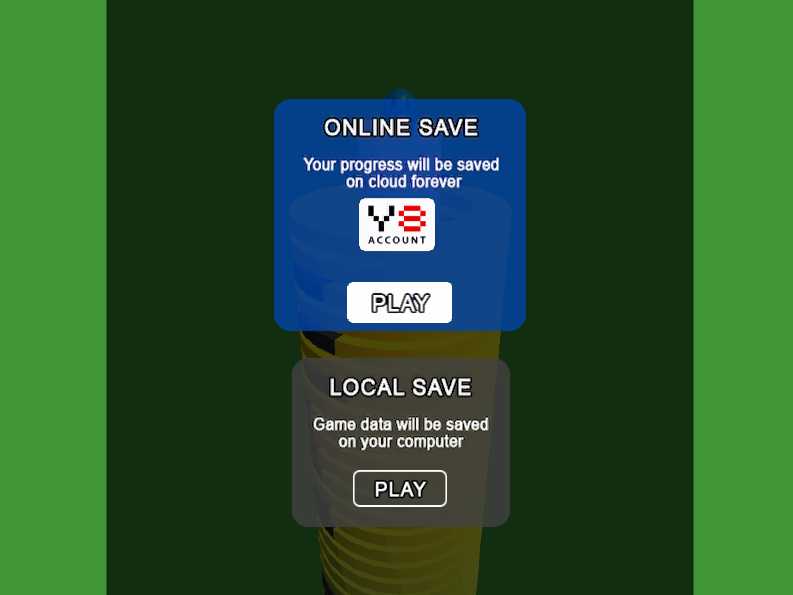 ONLINE SAVE
Your progress will be saved
on cloud forever
Y8
ACCOUNT
PLAY
LOCAL SAVE
Game data will be saved
on your computer
PLAY